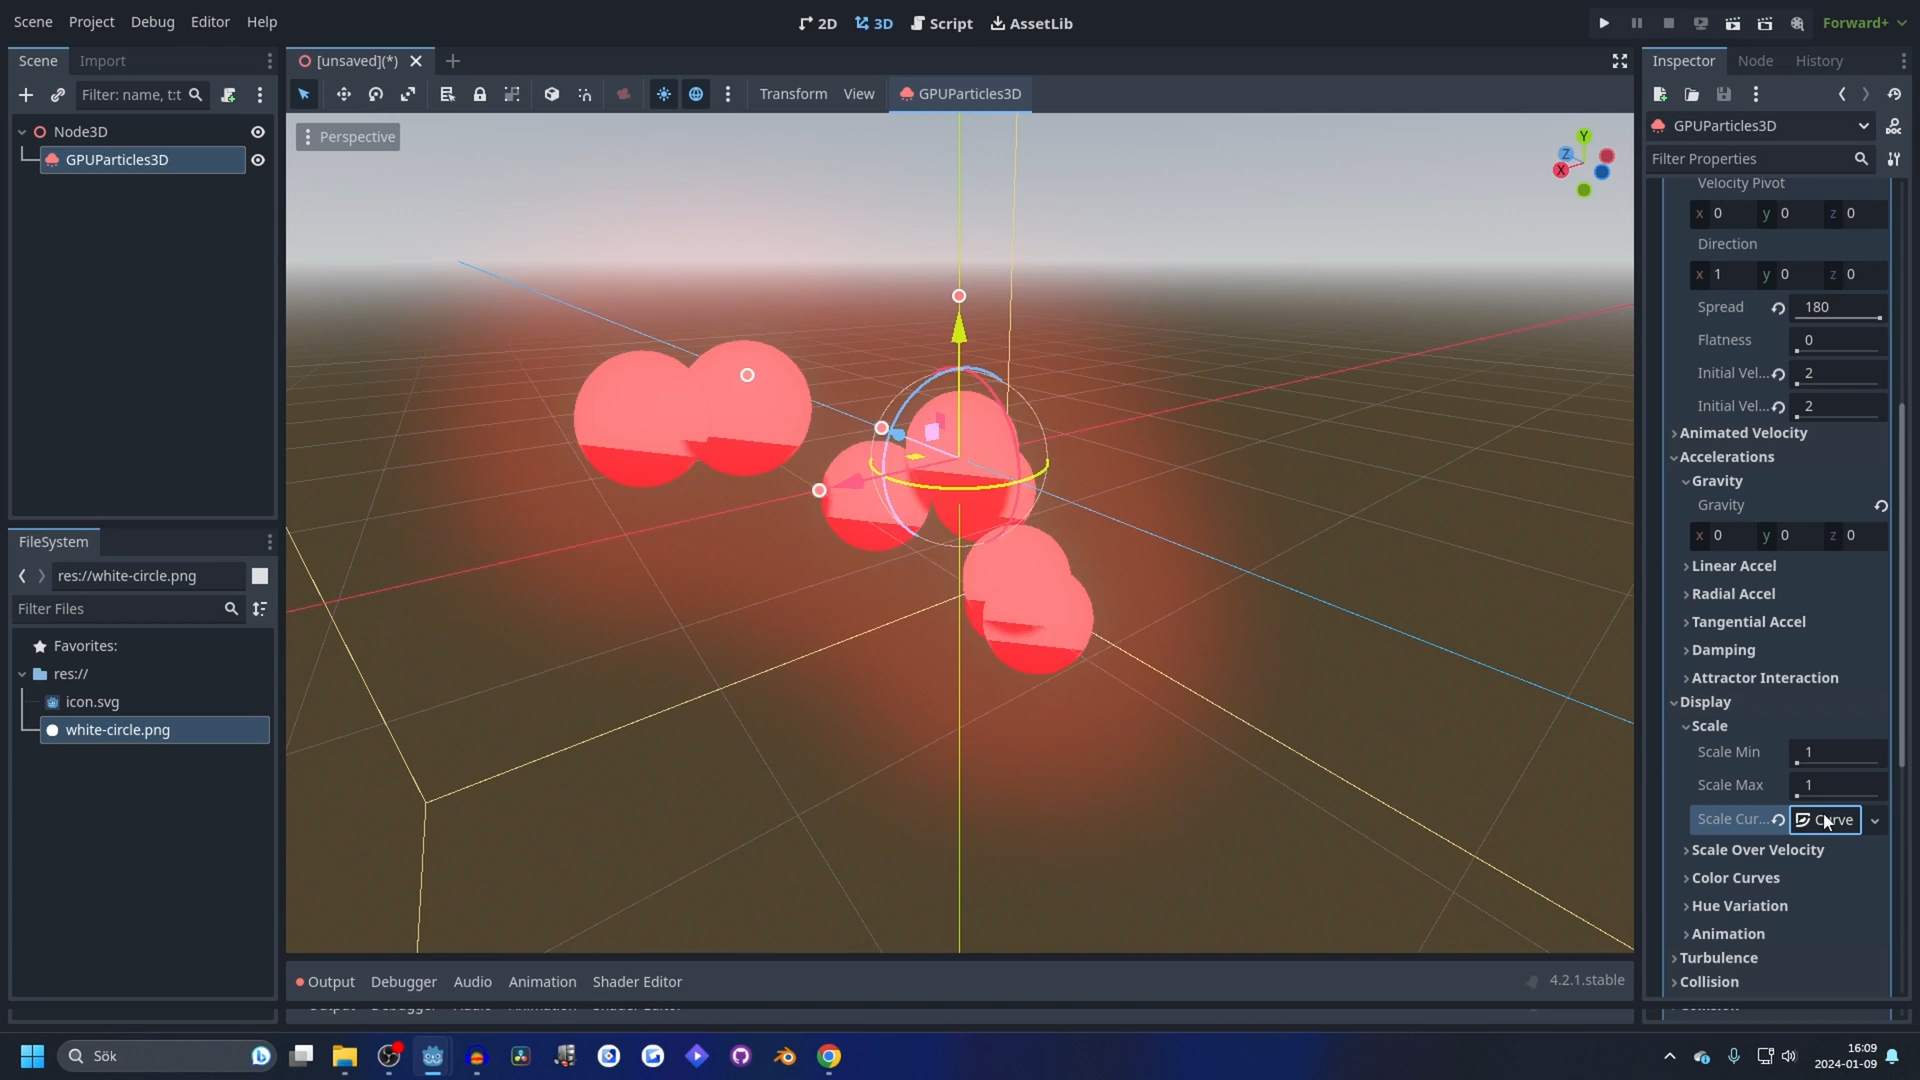 Scene Project Debug Editor Help
2D 3D Script AssetLib
Forward+
Scene Import
Filter: name, t:t
Node3D
GPUParticles3D
FileSystem
res://white-circle.png
Filter Files
Favorites:
res://
icon.svg
white-circle.png
[unsaved](*)
Transform View GPUParticles3D
Perspective
Y
Z
X
Output Debugger Audio Animation Shader Editor
4.2.1.stable
Inspector Node History
GPUParticles3D
Filter Properties
Velocity Pivot
x 0 y 0 z 0
Direction
x 1 y 0 z 0
Spread 180
Flatness 0
Initial Vel... 2
Initial Vel... 2
Animated Velocity
Accelerations
Gravity
Gravity
x 0 y 0 z 0
Linear Accel
Radial Accel
Tangential Accel
Damping
Attractor Interaction
Display
Scale
Scale Min 1
Scale Max 1
Scale Cur... Curve
Scale Over Velocity
Color Curves
Hue Variation
Animation
Turbulence
Collision
Sök
16:09
2024-01-09